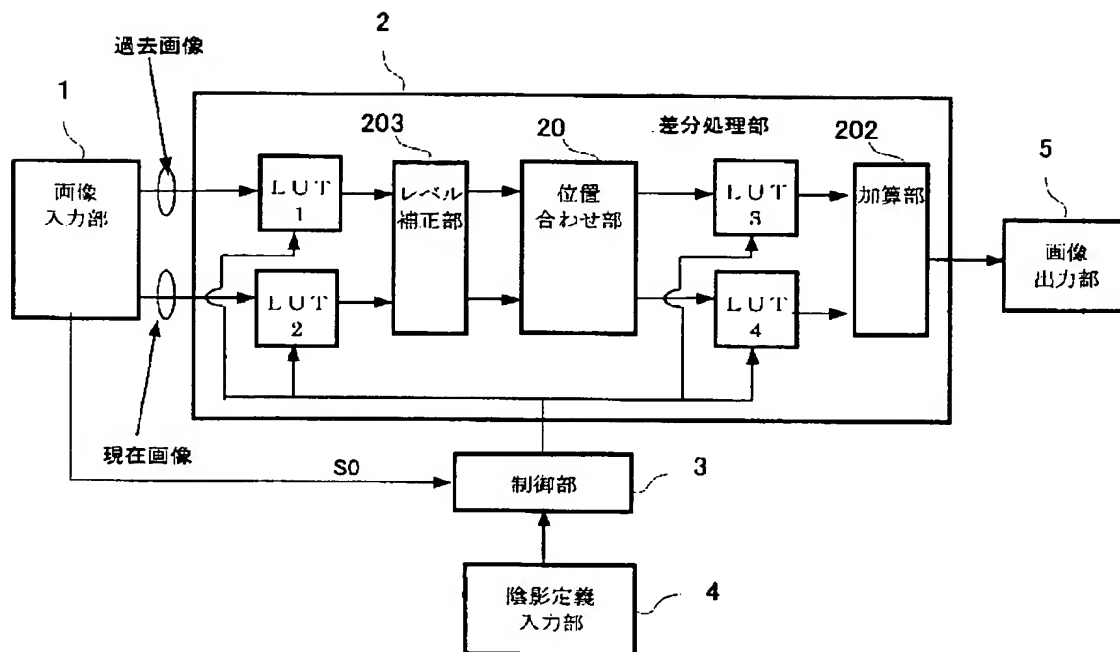 過去画像
1
2
203
20
差分処理部
202
5
画像
入力部
LUT
1
レベル
補正部
位置
合わせ部
LUT
3
加算部
画像
出力部
LUT
2
LUT
4
現在画像
S0
制御部
3
陰影定義
入力部
4